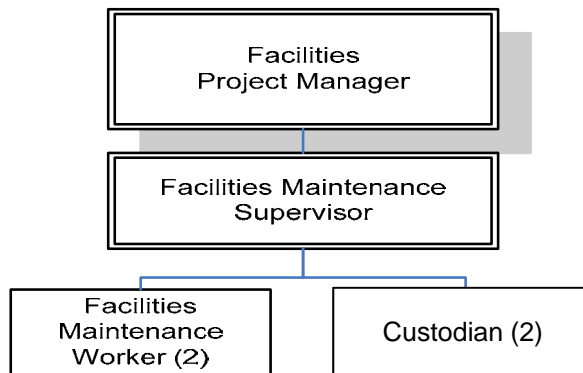 Facilities
Project Manager
Facilities Maintenance
Supervisor
Facilities
Maintenance
Worker (2)
Custodian (2)